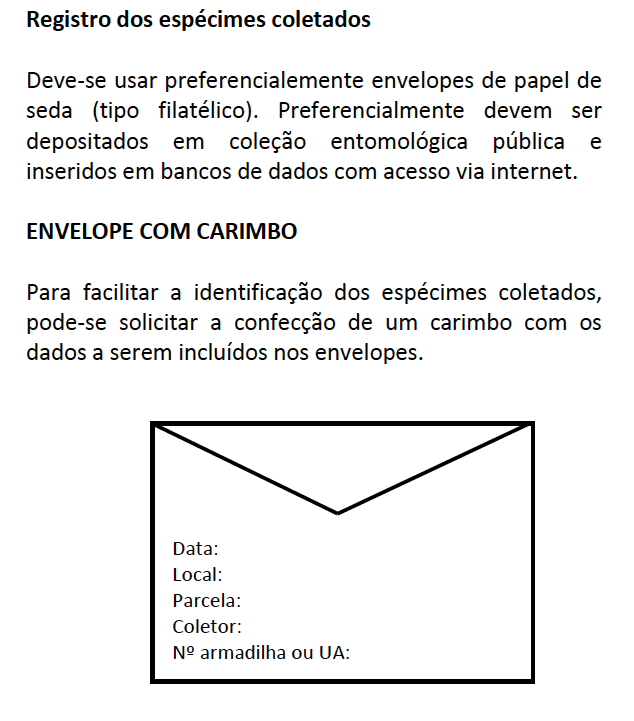 Registro dos espécimes coletados
Deve-se usar preferencialemente envelopes de papel de
seda (tipo filatélico). Preferencialmente devem ser
depositados em coleção entomológica pública e
inseridos em bancos de dados com acesso via internet.
ENVELOPE COM CARIMBO
Para facilitar a identificação dos espécimes coletados,
pode-se solicitar a confecção de um carimbo com os
dados a serem incluídos nos envelopes.
Data:
Local:
Parcela:
Coletor:
Nº armadilha ou UA: